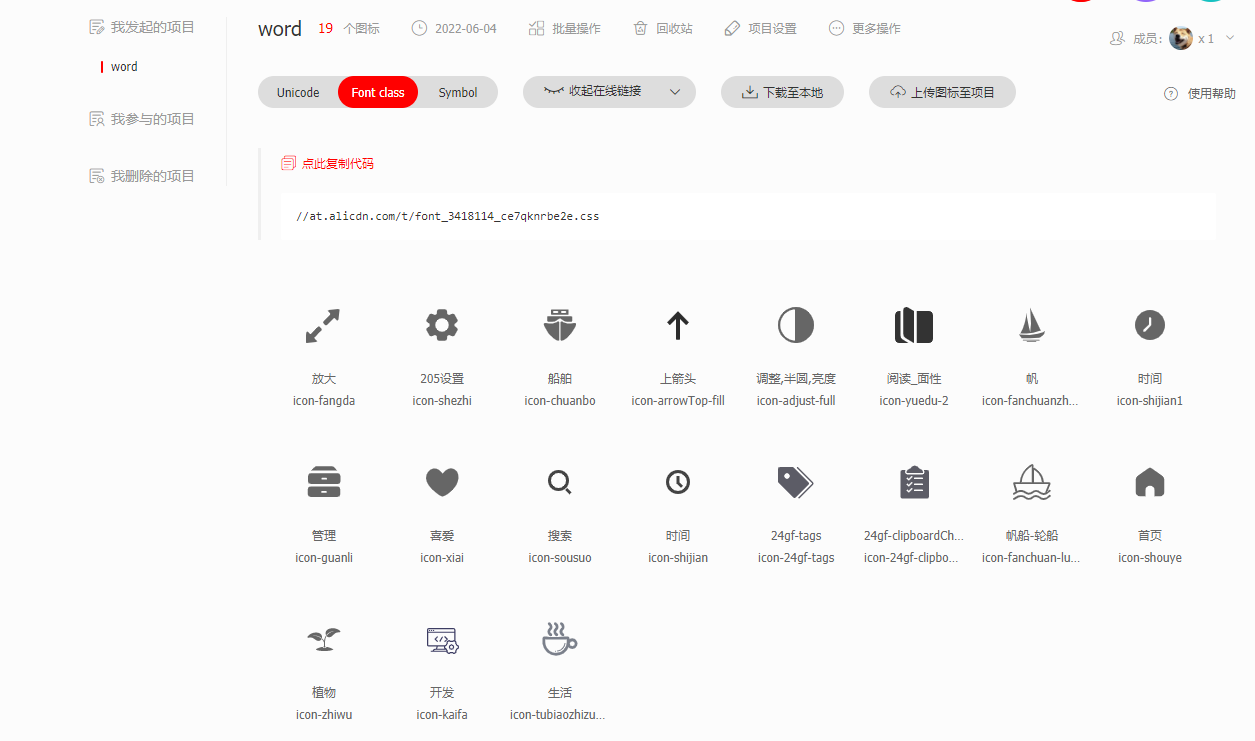 我发起的项目
word
我参与的项目
我删除的项目
word 19 个图标 2022-06-04 批量操作 回收站 项目设置 更多操作
成员: x 1
Unicode Font class Symbol 收起在线链接 下载至本地 上传图标至项目 使用帮助
点此复制代码
//at.alicdn.com/t/font_3418114_ce7qknrbe2e.css
放大 205设置 船舶 上箭头 调整,半圆,亮度 阅读_面性 帆 时间
icon-fangda icon-shezhi icon-chuanbo icon-arrowTop-fill icon-adjust-full icon-yuedu-2 icon-fanchuanzh... icon-shijian1
管理 喜爱 搜索 时间 24gf-tags 24gf-clipboardCh... 帆船-轮船 首页
icon-guanli icon-xiai icon-sousuo icon-shijian icon-24gf-tags icon-24gf-clipbo... icon-fanchuan-lu... icon-shouye
植物 开发 生活
icon-zhiwu icon-kaifa icon-tubiaozhizu...